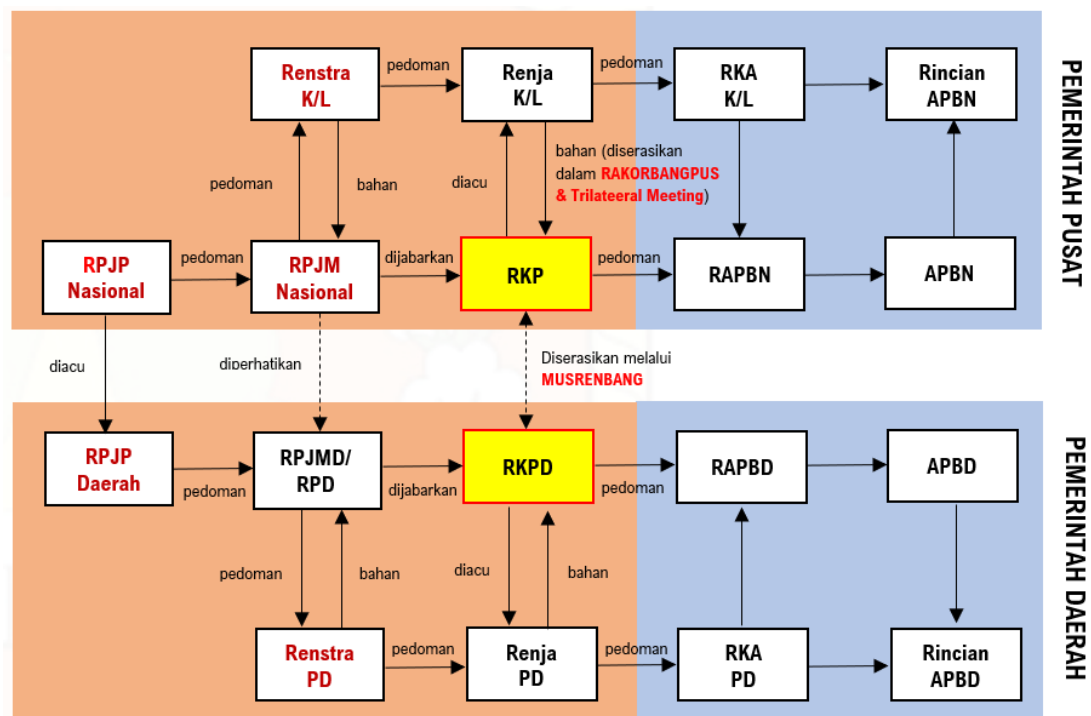 Renstra
K/L
pedoman
Renja
K/L
pedoman
RKA
K/L
Rincian
APBN
PEMERINTAH PUSAT
pedoman
bahan
diacu
bahan (diserasikan
dalam RAKORBANGPUS
& Trilateeral Meeting)
RPJP
Nasional
pedoman
RPJM
Nasional
dijabarkan
RKP
pedoman
RAPBN
APBN
diacu
diperhatikan
Diserasikan melalui
MUSRENBANG
RPJP
Daerah
pedoman
RPJMD/
RPD
dijabarkan
RKPD
pedoman
RAPBD
APBD
PEMERINTAH DAERAH
pedoman
bahan
diacu
bahan
Renstra
PD
pedoman
Renja
PD
pedoman
RKA
PD
Rincian
APBD